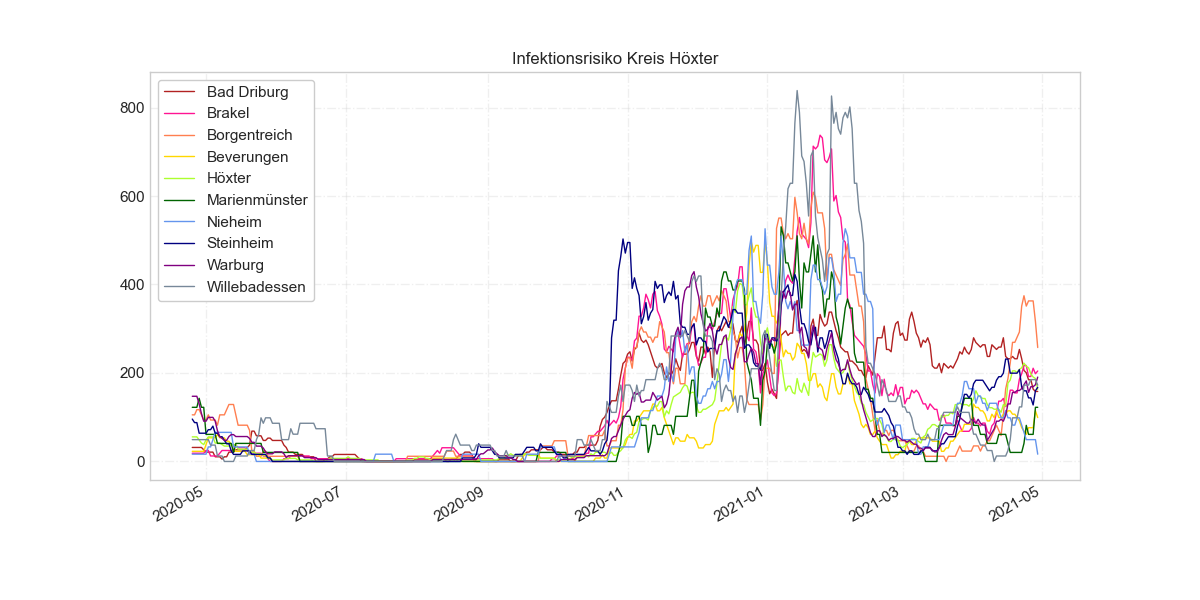 Infektionsrisiko Kreis Höxter
800
600
400
200
0
Bad Driburg
Brakel
Borgentreich
Beverungen
Höxter
Marienmünster
Nieheim
Steinheim
Warburg
Willebadessen
2020-05
2020-07
2020-09
2020-11
2021-01
2021-03
2021-05